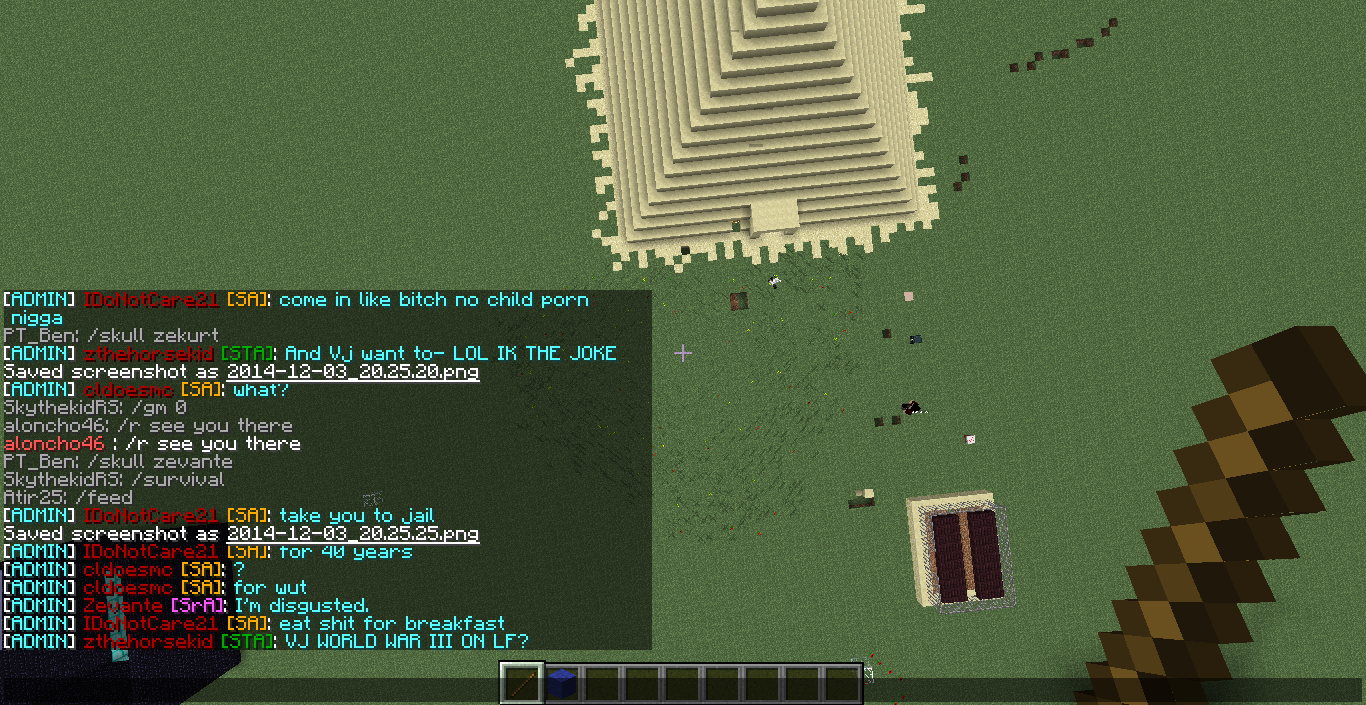 [ADMIN] IDoNotCare21 [SA]: come in like bitch no child porn
nigga
PT_Ben: /skull zekurt
[ADMIN] zthehorsekid [STA]: And Vj want to- LOL IK THE JOKE
Saved screenshot as 2014-12-03_20.25.20.png
[ADMIN] cldoesmc [SA]: what?
SkythekidRS: /gm 0
aloncho46: /r see you there
aloncho46 : /r see you there
PT_Ben: /skull zevante
SkythekidRS: /survival
Atir25: /feed
[ADMIN] IDoNotCare21 [SA]: take you to jail
Saved screenshot as 2014-12-03_20.25.25.png
[ADMIN] IDoNotCare21 [SA]: for 40 years
[ADMIN] cldoesmc [SA]: ?
[ADMIN] cldoesmc [SA]: for wut
[ADMIN] Zevante [SrA]: I'm disgusted.
[ADMIN] IDoNotCare21 [SA]: eat shit for breakfast
[ADMIN] zthehorsekid [STA]: VJ WORLD WAR III ON LF?